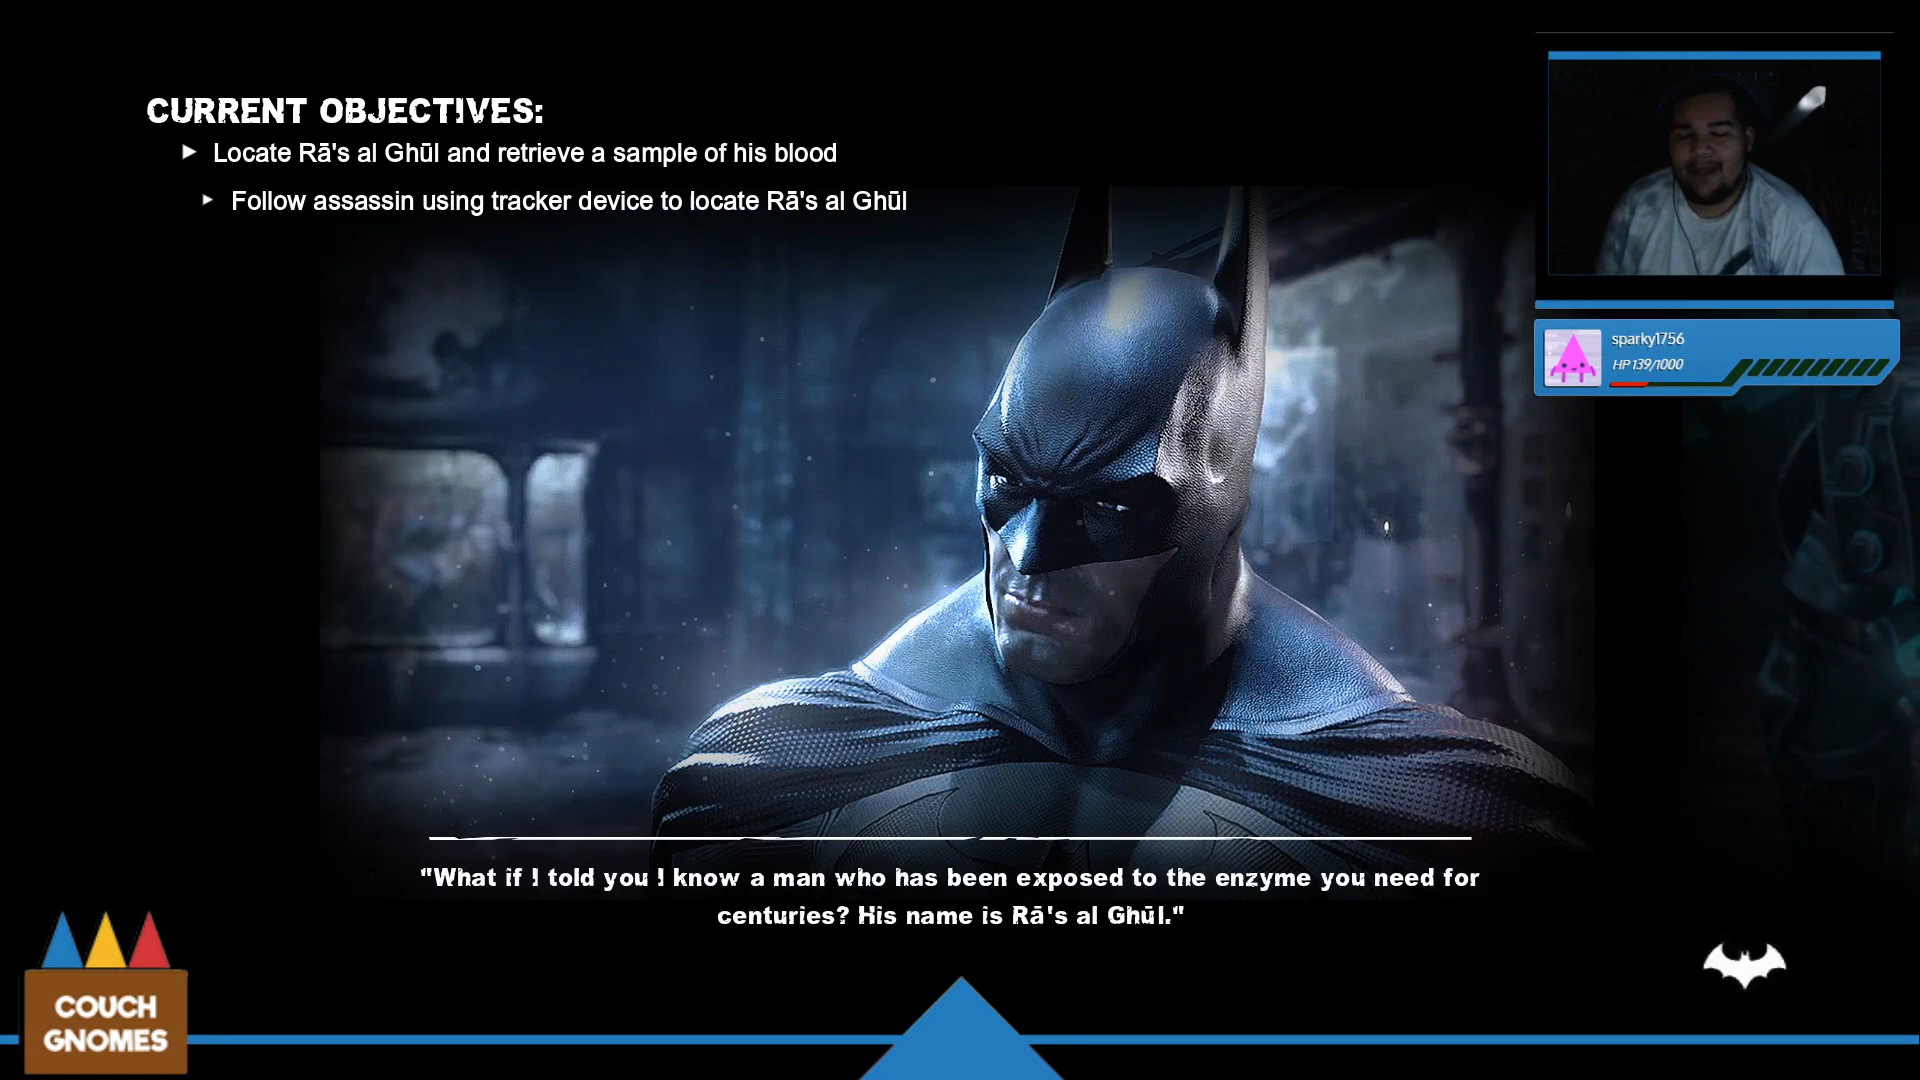 CURRENT OBJECTIVES:
Locate Rā's al Ghūl and retrieve a sample of his blood
Follow assassin using tracker device to locate Rā's al Ghūl
sparky1756
HP 139/1000
"What if I told you I know a man who has been exposed to the enzyme you need for
centuries? His name is Rā's al Ghūl."
COUCH
GNOMES